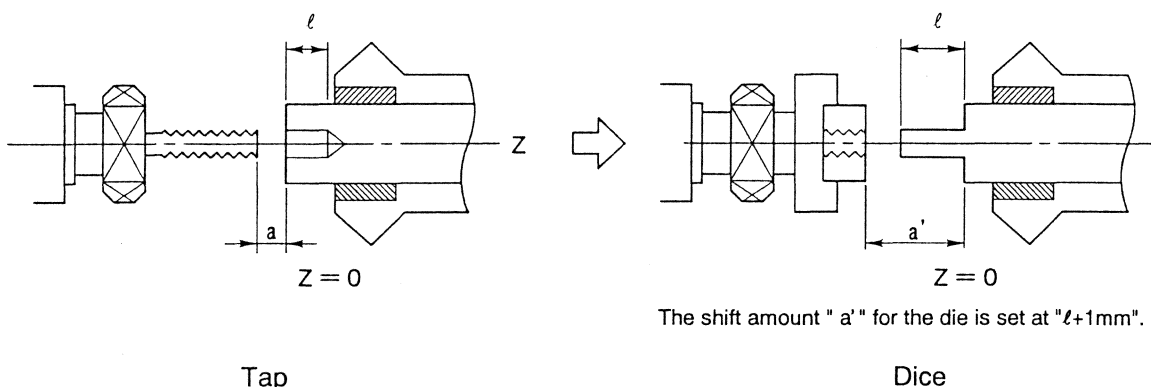 ℓ
ℓ
Z
a
a'
Z = 0
Z = 0
The shift amount " a' " for the die is set at "ℓ+1mm".
Tap
Dice